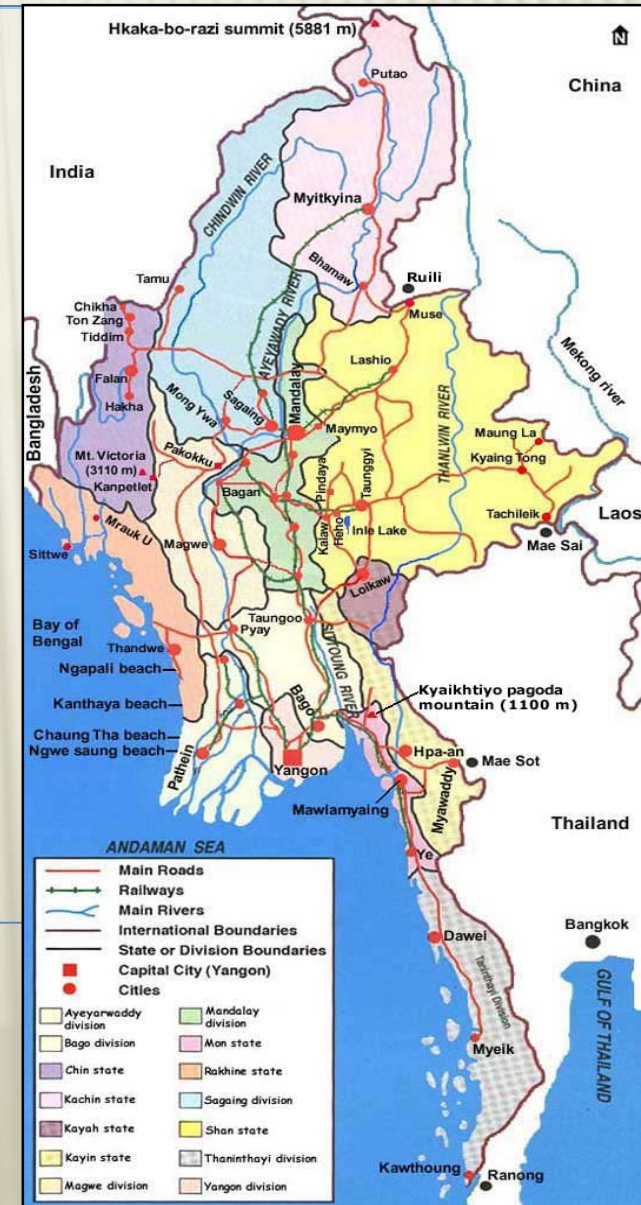 Hkaka-bo-razi summit (5881 m)
N
Putao
China
India
CHINDWIN RIVER
Myitkyina
Bhamaw
Tamu
AYEYAWADY RIVER
Ruili
Muse
Chikha
Ton Zang
Tiddim
Falan
Hakha
Lashio
THANLWIN RIVER
Mekong river
Bangladesh
Mong Ywa
Sagaing
Mandalay
Maymyo
Maung La
Kyaing Tong
Mt. Victoria
(3110 m)
Kanpetlet
Pakokku
Bagan
Pindaya
Taunggyi
Kalaw
Heho
Inle Lake
Tachileik
Laos
Mae Sai
Mrauk U
Sittwe
Magwe
Loikaw
Bay of
Bengal
Taungoo
Pyay
Thandwe
Ngapali beach
Kanthaya beach
Chaung Tha beach
Ngwe saung beach
Pathein
Bago
Yangon
Kyaikhtiyo pagoda
mountain (1100 m)
Hpa-an
Mae Sot
Myawaddy
Mawlamyaing
Thailand
ANDAMAN SEA
Ye
Dawei
Bangkok
GULF OF THAILAND
Myeik
Kawthoung
Ranong
Main Roads
Railways
Main Rivers
International Boundaries
State or Division Boundaries
Capital City (Yangon)
Cities
Ayeyarwaddy
division
Mandalay
division
Bago division
Mon state
Chin state
Rakhine state
Kachin state
Sagaing division
Kayah state
Shan state
Kayin state
Thaninthayi division
Magwe division
Yangon division